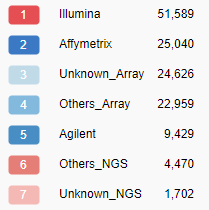 1 Illumina 51,589
2 Affymetrix 25,040
3 Unknown_Array 24,626
4 Others_Array 22,959
5 Agilent 9,429
6 Others_NGS 4,470
7 Unknown_NGS 1,702